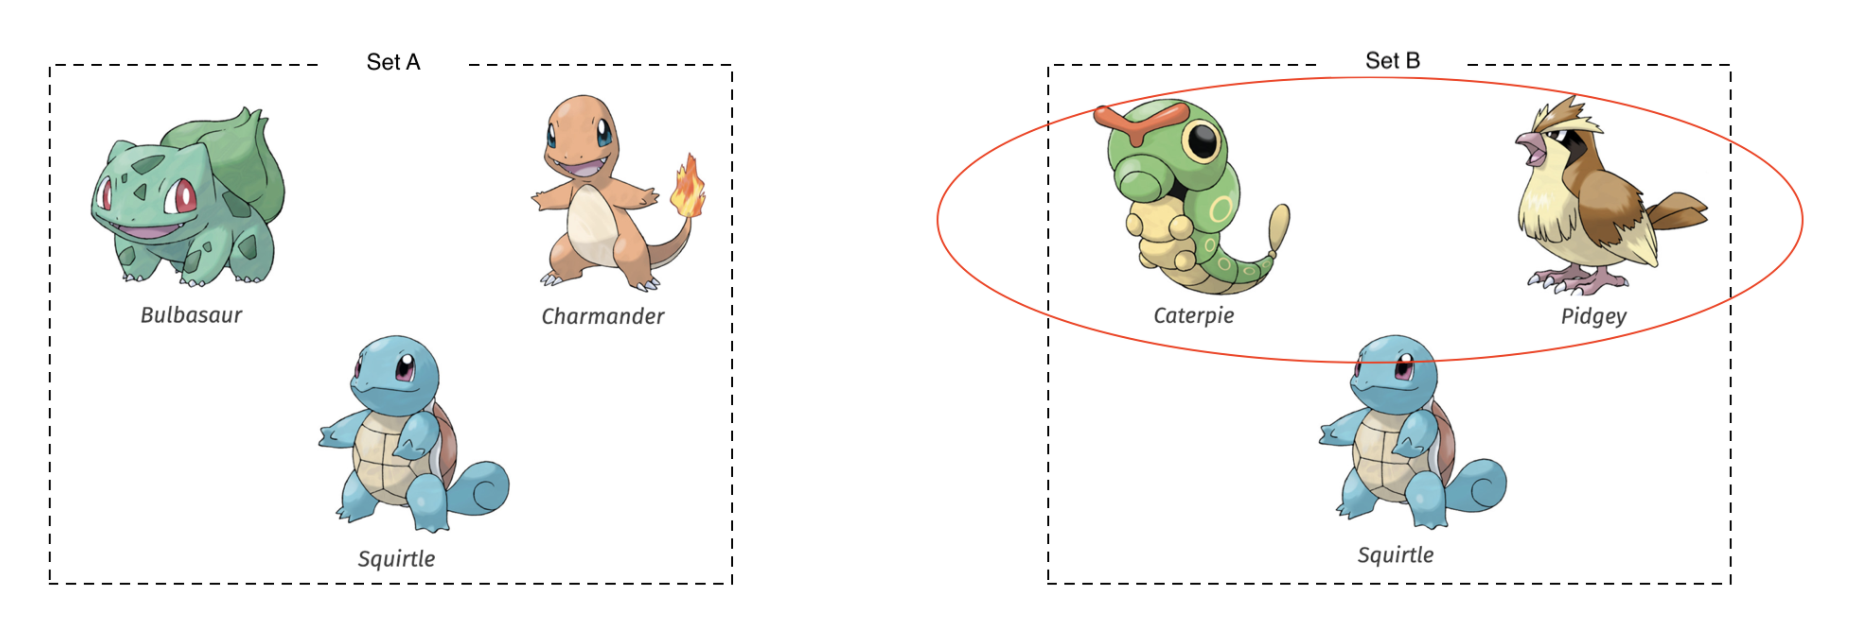 Set A
Set B
Bulbasaur
Charmander
Caterpie
Pidgey
Squirtle
Squirtle